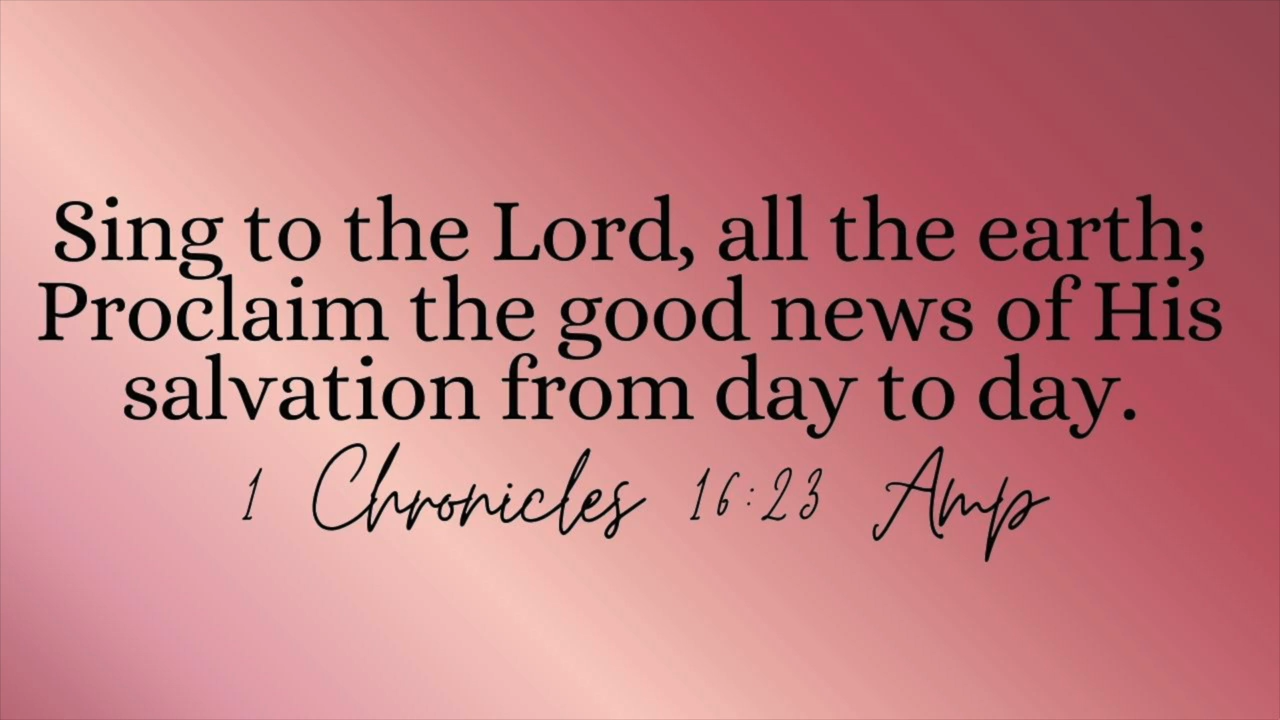 Sing to the Lord, all the earth;
Proclaim the good news of His
salvation from day to day.
1 Chronicles 16:23 Amp